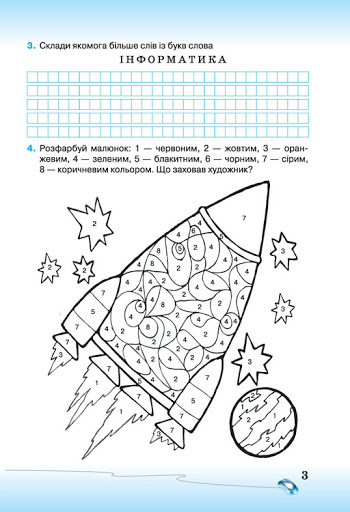 3. Склади якомога більше слів із букв слова
ІНФОРМАТИКА
4. Розфарбуй малюнок: 1 — червоним, 2 — жовтим, 3 — оран-
жевим, 4 — зеленим, 5 — блакитним, 6 — чорним, 7 — сірим,
8 — коричневим кольором. Що заховав художник?
3